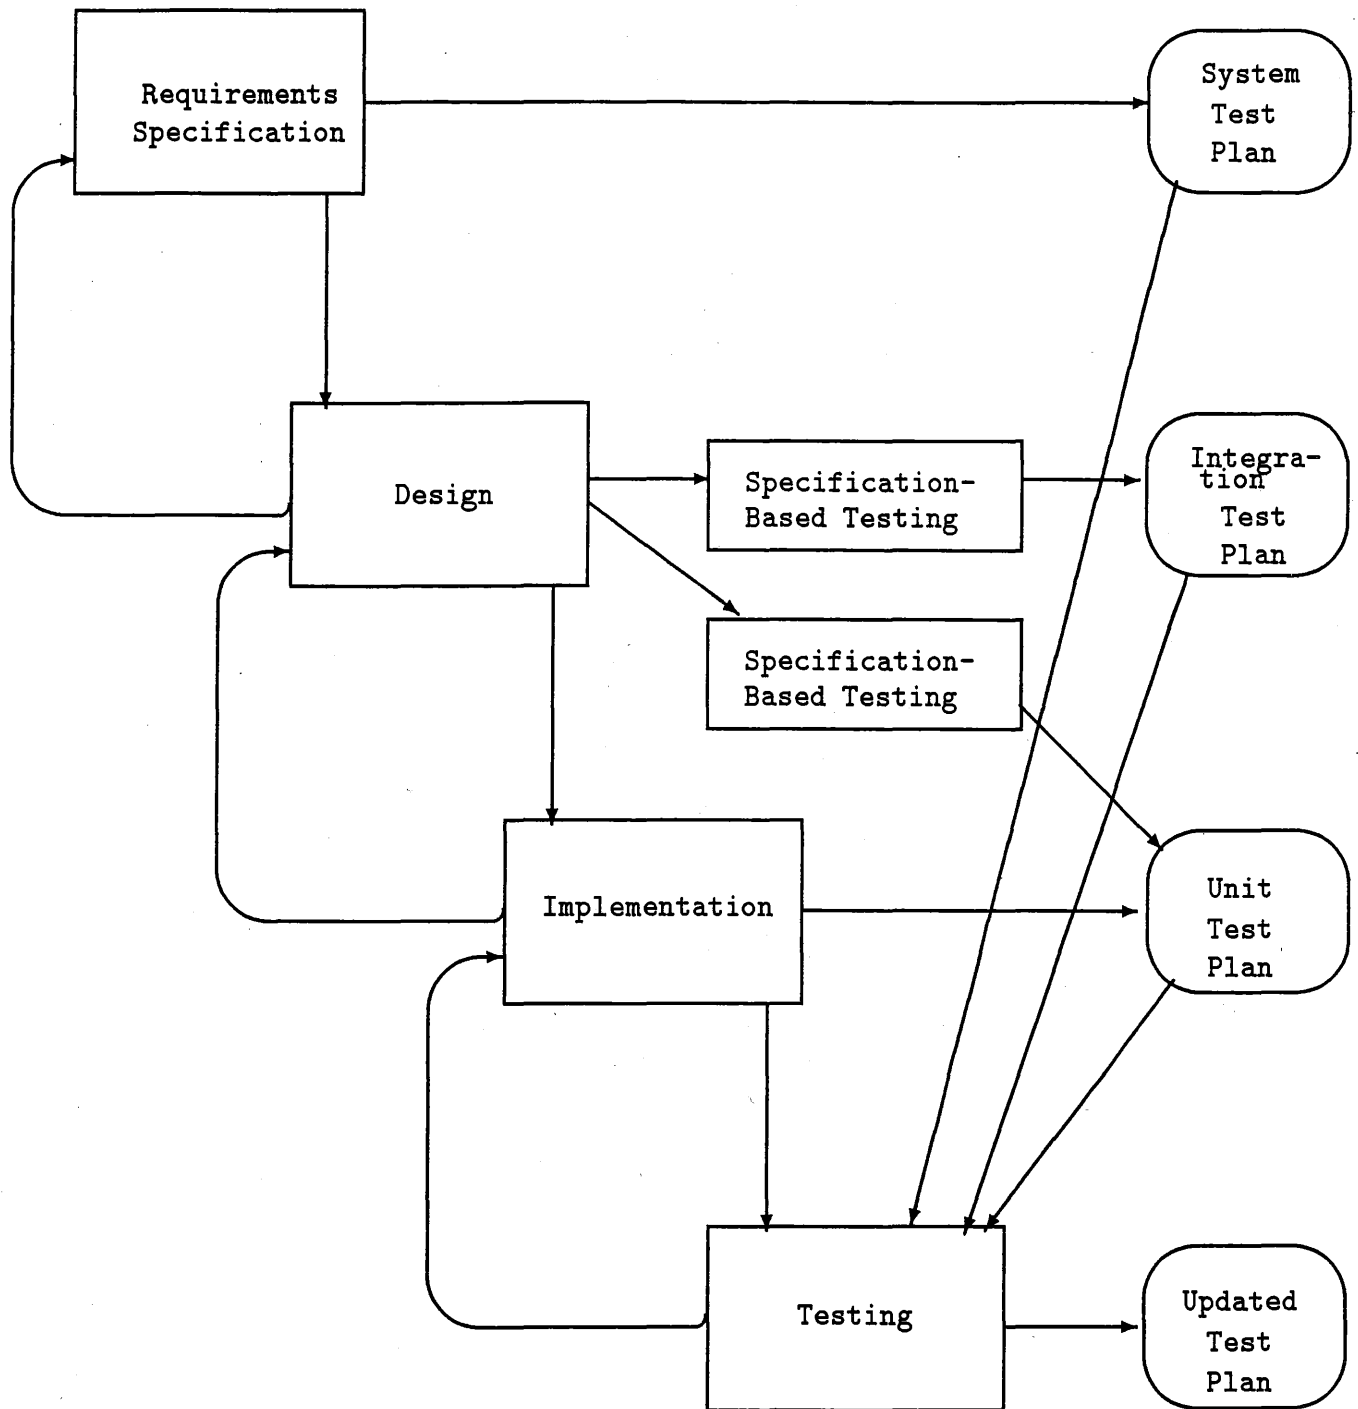 Requirements
Specification
System
Test
Plan
Design
Specification-
Based Testing
Integra-
tion
Test
Plan
Specification-
Based Testing
Implementation
Unit
Test
Plan
Testing
Updated
Test
Plan